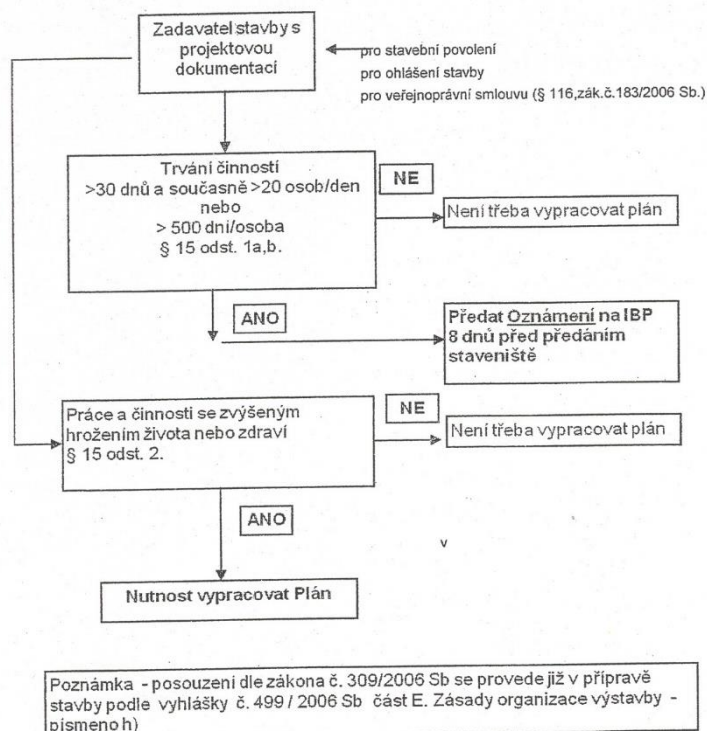 Zadavatel stavby s
projektovou
dokumentací
pro stavební povolení
pro ohlášení stavby
pro veřejnoprávní smlouvu (§ 116,zák.č.183/2006 Sb.)
Trvání činností
>30 dnů a současně >20 osob/den
nebo
> 500 dní/osoba
§ 15 odst. 1a,b.
NE
Není třeba vypracovat plán
ANO
Předat Oznámení na IBP
8 dnů před předáním
staveniště
Práce a činnosti se zvýšeným
hrožením života nebo zdraví
§ 15 odst. 2.
NE
Není třeba vypracovat plán
ANO
v
Nutnost vypracovat Plán
Poznámka - posouzení dle zákona č. 309/2006 Sb se provede již v přípravě
stavby podle vyhlášky č. 499 / 2006 Sb část E. Zásady organizace výstavby -
písmeno h)